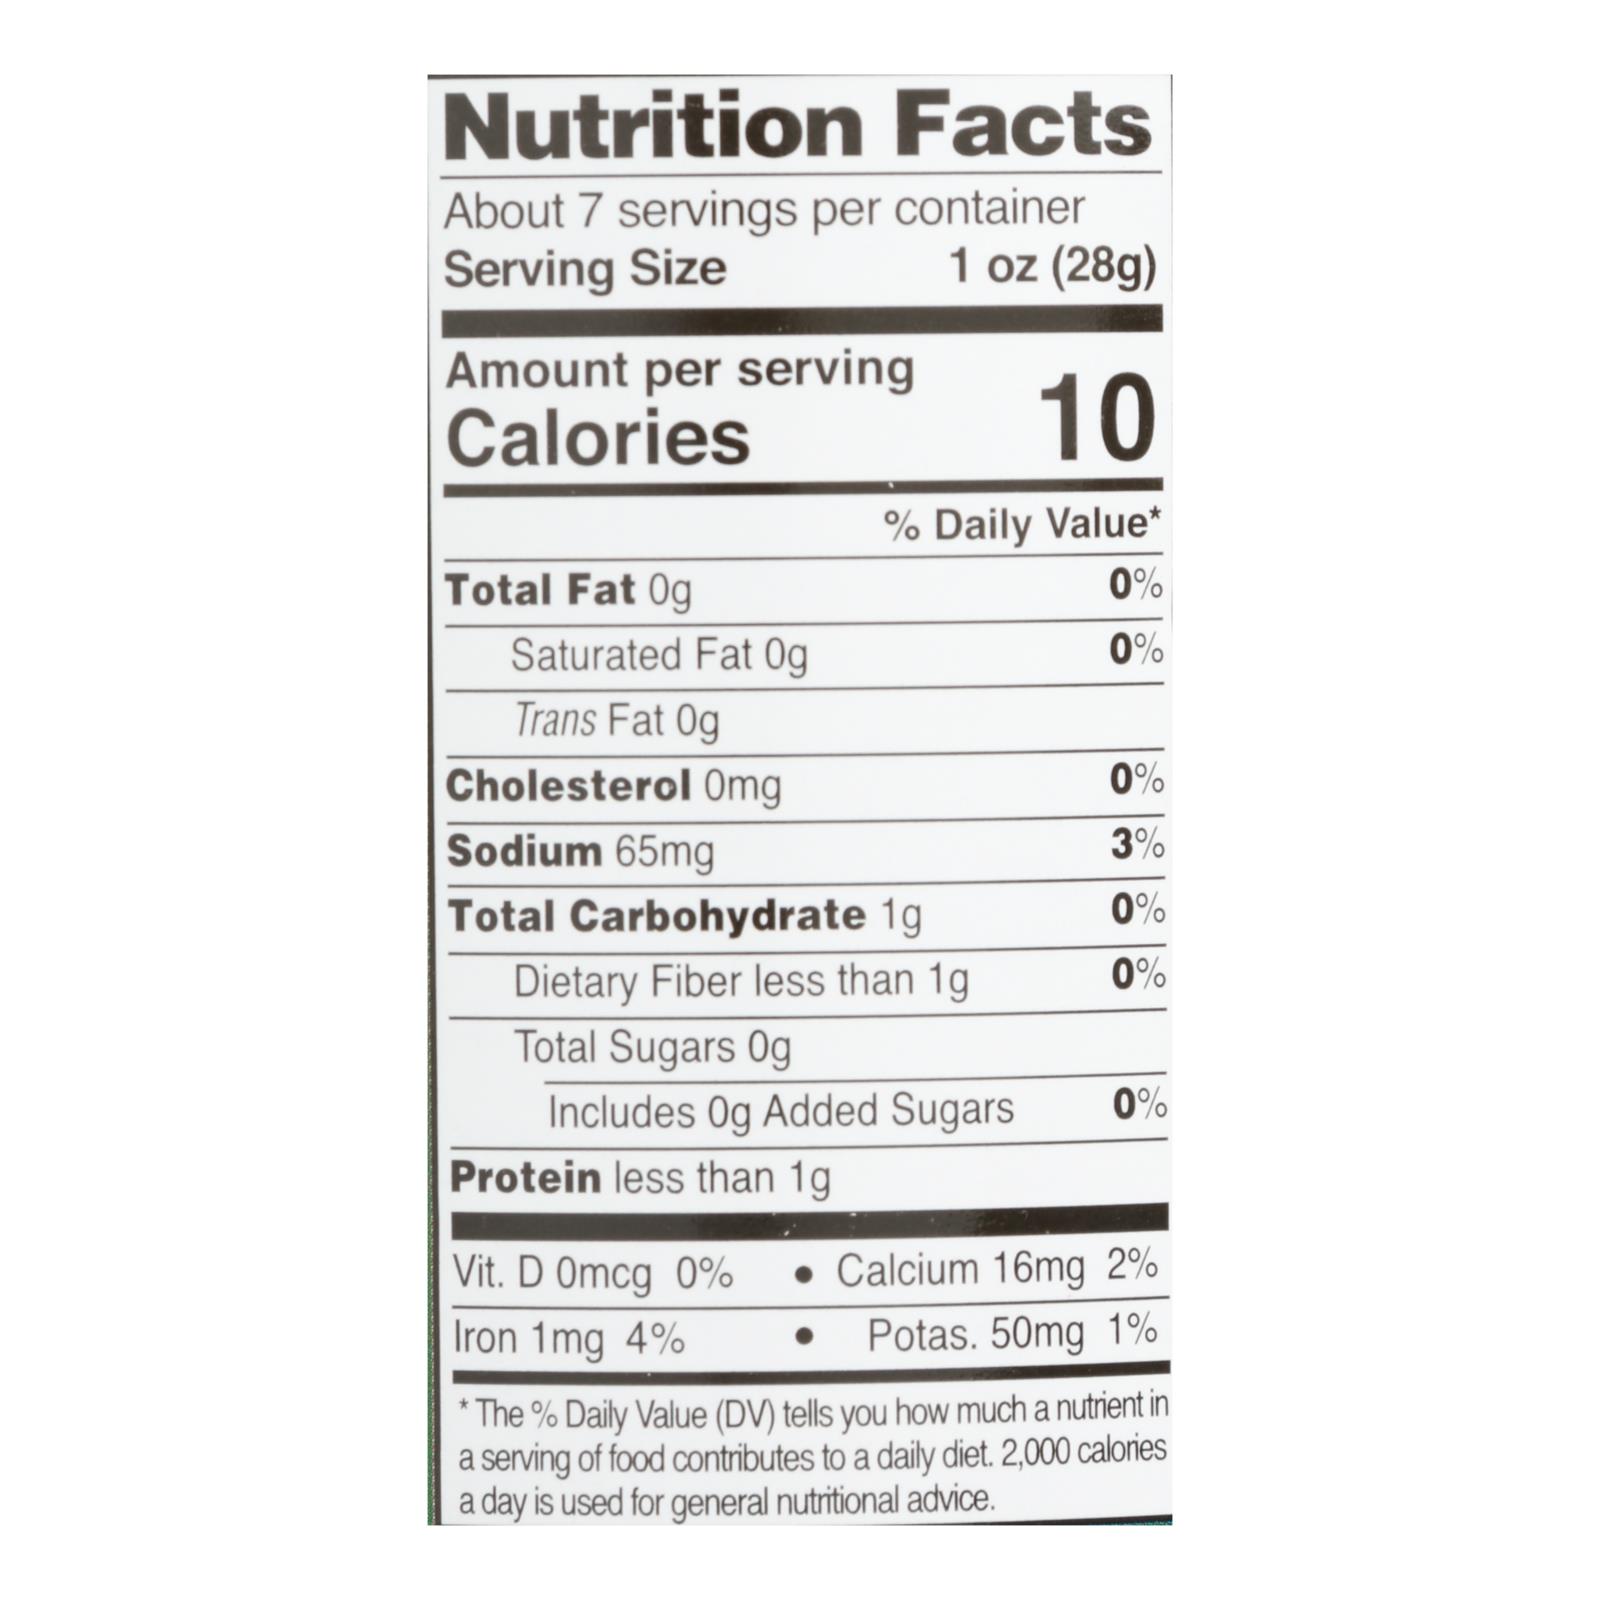 Nutrition Facts
About 7 servings per container
Serving Size 1 oz (28g)
Amount per serving
Calories 10
% Daily Value*
Total Fat 0g 0%
Saturated Fat 0g 0%
Trans Fat 0g
Cholesterol 0mg 0%
Sodium 65mg 3%
Total Carbohydrate 1g 0%
Dietary Fiber less than 1g 0%
Total Sugars 0g
Includes 0g Added Sugars 0%
Protein less than 1g
Vit. D 0mcg 0% • Calcium 16mg 2%
Iron 1mg 4% • Potas. 50mg 1%
* The % Daily Value (DV) tells you how much a nutrient in
a serving of food contributes to a daily diet. 2,000 calories
a day is used for general nutritional advice.